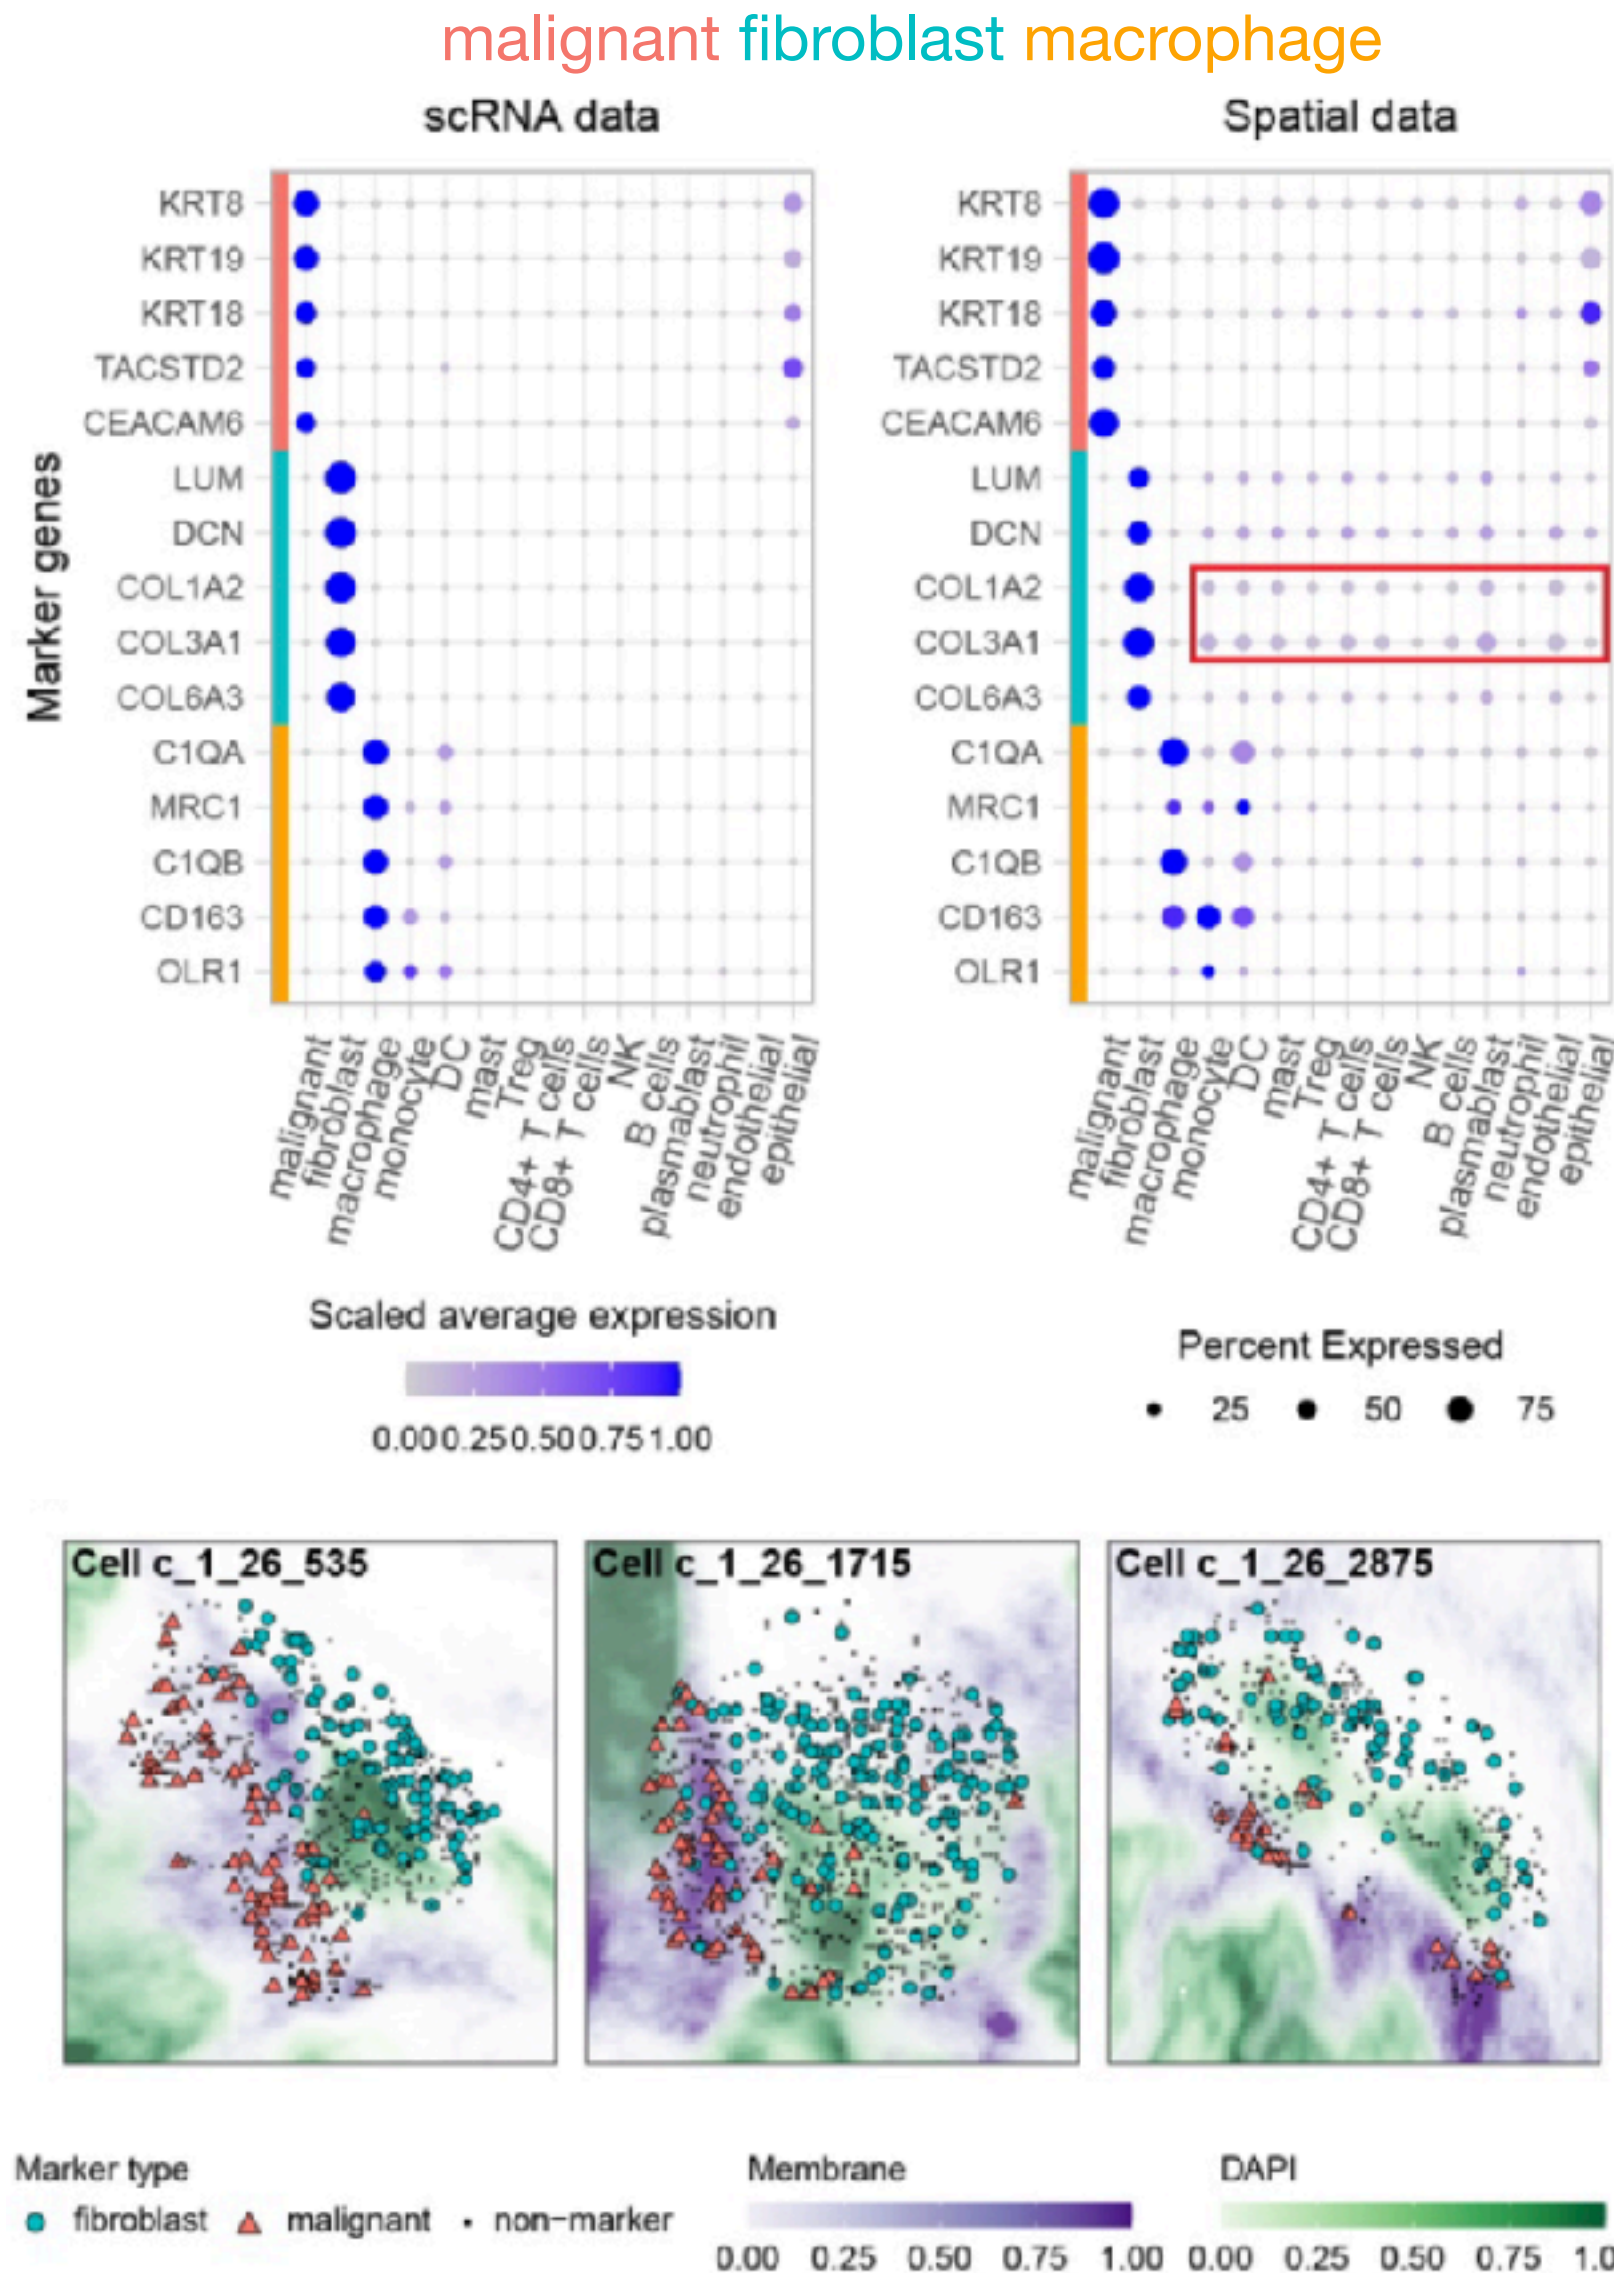 malignant fibroblast macrophage
scRNA data
Spatial data
Marker genes
KRT8
KRT19
KRT18
TACSTD2
CEACAM6
LUM
DCN
COL1A2
COL3A1
COL6A3
C1QA
MRC1
C1QB
CD163
OLR1
KRT8
KRT19
KRT18
TACSTD2
CEACAM6
LUM
DCN
COL1A2
COL3A1
COL6A3
C1QA
MRC1
C1QB
CD163
OLR1
malignant
fibroblast
macrophage
monocyte
DC
mast
Treg
CD4+ T cells
CD8+ T cells
NK
B cells
plasmablast
neutrophil
endothelial
epithelial
malignant
fibroblast
macrophage
monocyte
DC
mast
Treg
CD4+ T cells
CD8+ T cells
NK
B cells
plasmablast
neutrophil
endothelial
epithelial
Scaled average expression
0.00 0.25 0.50 0.75 1.00
Percent Expressed
25 50 75
Cell c_1_26_535
Cell c_1_26_1715
Cell c_1_26_2875
Marker type
fibroblast malignant non-marker
Membrane
0.00 0.25 0.50 0.75 1.00
DAPI
0.00 0.25 0.50 0.75 1.0